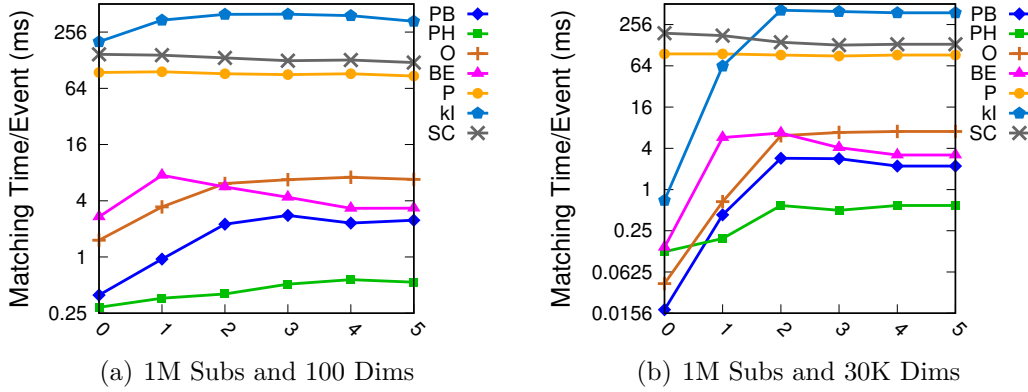 Matching Time/Event (ms)
256
64
16
4
1
0.25
0
1
2
3
4
5
PB
PH
O
BE
P
kl
SC
(a) 1M Subs and 100 Dims
Matching Time/Event (ms)
256
64
16
4
1
0.25
0.0625
0.0156
0
1
2
3
4
5
PB
PH
O
BE
P
kl
SC
(b) 1M Subs and 30K Dims